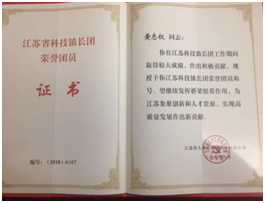 江苏省科技镇长团
荣誉团员
证书
编号：（2018）A167
黄志权 同志：
你在江苏科技镇长团工作期间
取得较大成绩，作出积极贡献。现
授予你江苏科技镇长团荣誉团员称
号。望继续发挥桥梁纽带作用，为
江苏集聚创新和人才资源，实现高
质量发展作出新贡献。